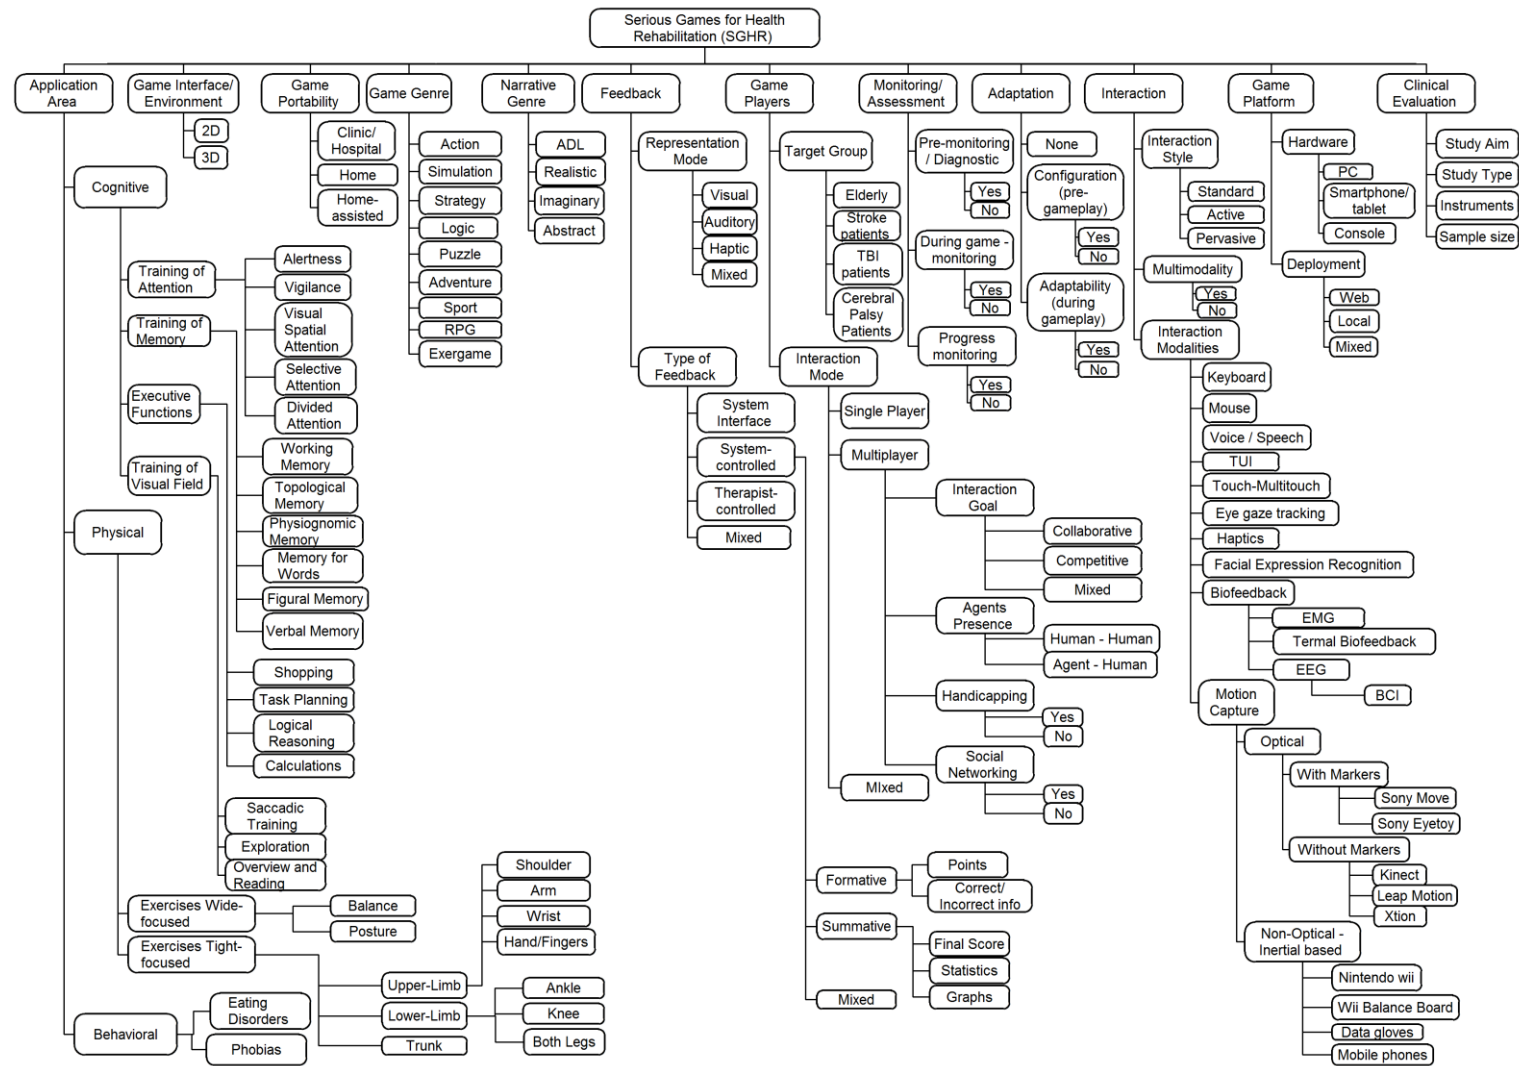 Serious Games for Health
Rehabilitation (SGHR)
Application
Area
Game Interface/
Environment
Game
Portability
Game Genre
Narrative
Genre
Feedback
Game
Players
Monitoring/
Assessment
Adaptation
Interaction
Game
Platform
Clinical
Evaluation
Cognitive
Training of
Attention
Alertness
Vigilance
Visual
Spatial
Attention
Selective
Attention
Divided
Attention
Training of
Memory
Working
Memory
Topological
Memory
Physiognomic
Memory
Memory for
Words
Figural Memory
Verbal Memory
Executive
Functions
Shopping
Task Planning
Logical
Reasoning
Calculations
Training of
Visual Field
Saccadic
Training
Exploration
Overview and
Reading
Physical
Exercises Wide-
focused
Balance
Posture
Exercises Tight-
focused
Upper-Limb
Shoulder
Arm
Wrist
Hand/Fingers
Lower-Limb
Ankle
Knee
Both Legs
Trunk
Behavioral
Eating
Disorders
Phobias
2D
3D
Clinic/
Hospital
Home
Home-
assisted
Action
Simulation
Strategy
Logic
Puzzle
Adventure
Sport
RPG
Exergame
ADL
Realistic
Imaginary
Abstract
Representation
Mode
Visual
Auditory
Haptic
Mixed
Type of
Feedback
System
Interface
System-
controlled
Therapist-
controlled
Mixed
Formative
Points
Correct/
Incorrect info
Summative
Final Score
Statistics
Graphs
Mixed
Target Group
Elderly
Stroke
patients
TBI
patients
Cerebral
Palsy
Patients
Interaction
Mode
Single Player
Multiplayer
Interaction
Goal
Collaborative
Competitive
Mixed
Agents
Presence
Human - Human
Agent - Human
Handicapping
Yes
No
Social
Networking
Yes
No
MIxed
Pre-monitoring
/ Diagnostic
Yes
No
During game -
monitoring
Yes
No
Progress
monitoring
Yes
No
None
Configuration
(pre-
gameplay)
Yes
No
Adaptability
(during
gameplay)
Yes
No
Interaction
Style
Standard
Active
Pervasive
Multimodality
Yes
No
Interaction
Modalities
Keyboard
Mouse
Voice / Speech
TUI
Touch-Multitouch
Eye gaze tracking
Haptics
Facial Expression Recognition
Biofeedback
EMG
Termal Biofeedback
EEG
BCI
Motion
Capture
Optical
With Markers
Sony Move
Sony Eyetoy
Without Markers
Kinect
Leap Motion
Xtion
Non-Optical -
Inertial based
Nintendo wii
Wii Balance Board
Data gloves
Mobile phones
Hardware
PC
Smartphone/
tablet
Console
Deployment
Web
Local
Mixed
Study Aim
Study Type
Instruments
Sample size